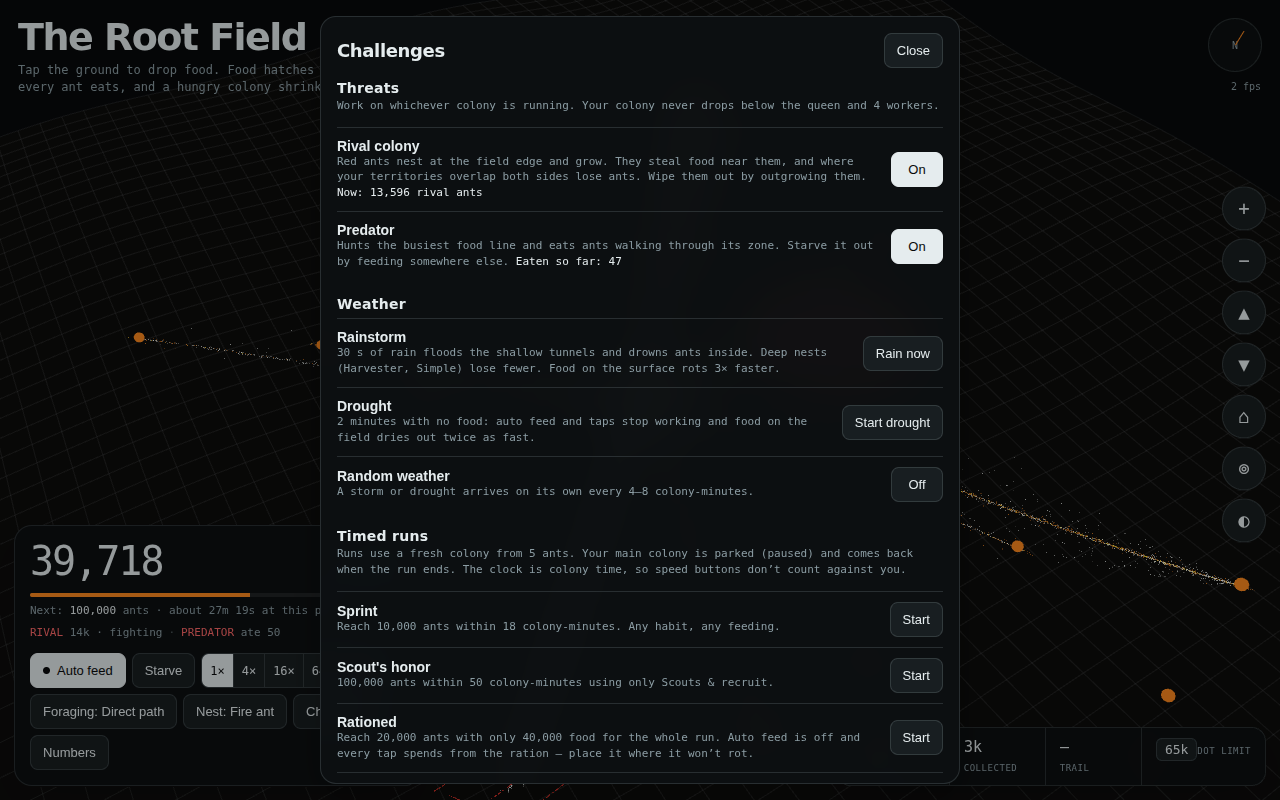 The Root Field
Tap the ground to drop food. Food hatches
every ant eats, and a hungry colony shrink
N
2 fps
Challenges
Close
Threats
Work on whichever colony is running. Your colony never drops below the queen and 4 workers.
Rival colony
Red ants nest at the field edge and grow. They steal food near them, and where
your territories overlap both sides lose ants. Wipe them out by outgrowing them.
Now: 13,596 rival ants
On
Predator
Hunts the busiest food line and eats ants walking through its zone. Starve it out
by feeding somewhere else. Eaten so far: 47
On
Weather
Rainstorm
30 s of rain floods the shallow tunnels and drowns ants inside. Deep nests
(Harvester, Simple) lose fewer. Food on the surface rots 3× faster.
Rain now
Drought
2 minutes with no food: auto feed and taps stop working and food on the
field dries out twice as fast.
Start drought
Random weather
A storm or drought arrives on its own every 4–8 colony-minutes.
Off
Timed runs
Runs use a fresh colony from 5 ants. Your main colony is parked (paused) and comes back
when the run ends. The clock is colony time, so speed buttons don’t count against you.
Sprint
Reach 10,000 ants within 18 colony-minutes. Any habit, any feeding.
Start
Scout's honor
100,000 ants within 50 colony-minutes using only Scouts & recruit.
Start
Rationed
Reach 20,000 ants with only 40,000 food for the whole run. Auto feed is off and
every tap spends from the ration — place it where it won’t rot.
Start
39,718
Next: 100,000 ants · about 27m 19s at this p
RIVAL 14k · fighting · PREDATOR ate 50
Auto feed
Starve
1×
4×
16×
6
Foraging: Direct path
Nest: Fire ant
Ch
Numbers
3k
COLLECTED
–
TRAIL
65k
DOT LIMIT